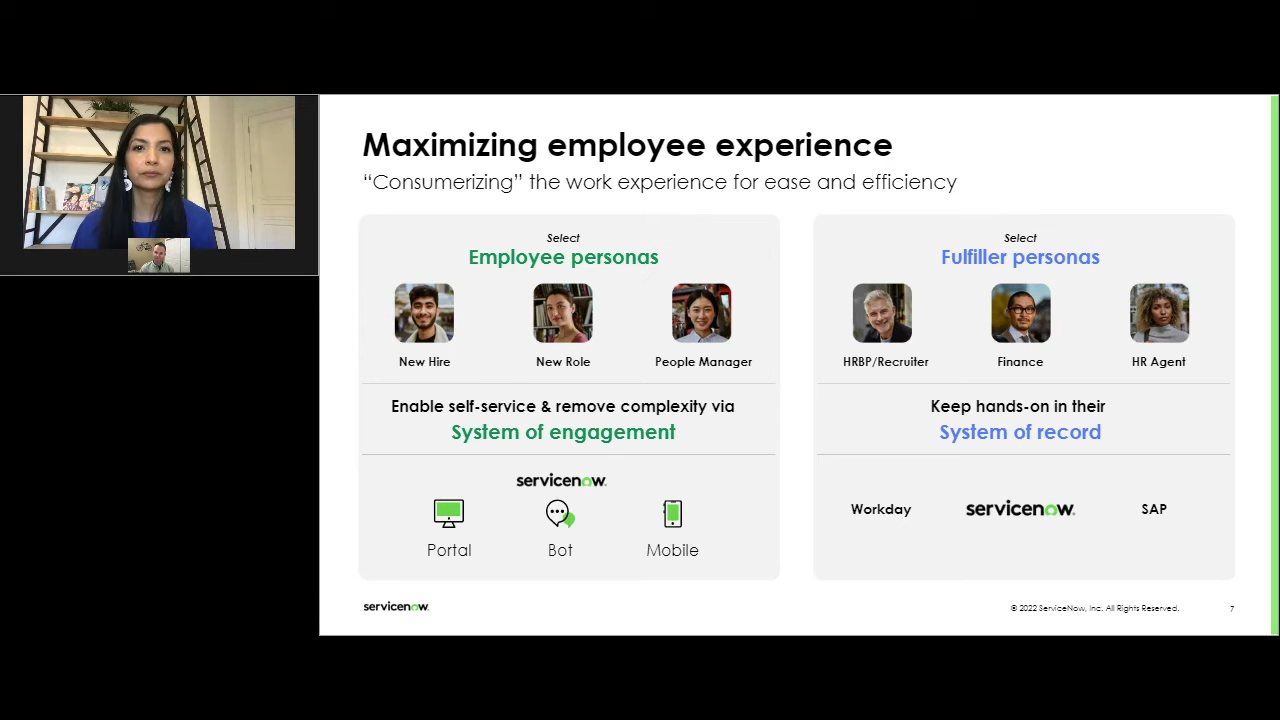 Maximizing employee experience
“Consumerizing” the work experience for ease and efficiency
Select
Employee personas
New Hire
New Role
People Manager
Enable self-service & remove complexity via
System of engagement
servicenow.
Portal
Bot
Mobile
Select
Fulfiller personas
HRBP/Recruiter
Finance
HR Agent
Keep hands-on in their
System of record
Workday
servicenow.
SAP
servicenow.
© 2022 ServiceNow, Inc. All Rights Reserved.
7